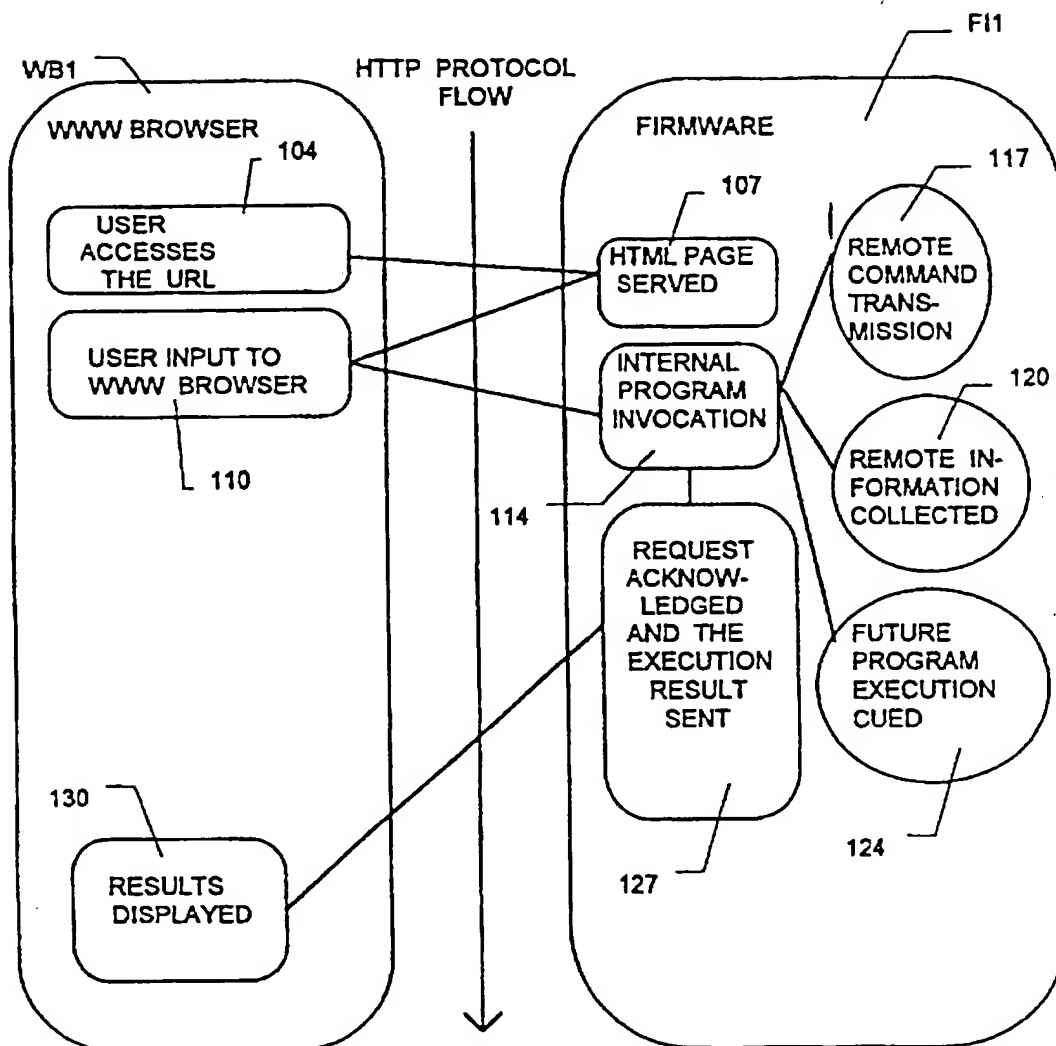 FI1
WB1
HTTP PROTOCOL
FLOW
WWW BROWSER
FIRMWARE
104
107
117
USER
ACCESSES
THE URL
HTML PAGE
SERVED
REMOTE
COMMAND
TRANS-
MISSION
USER INPUT TO
WWW BROWSER
INTERNAL
PROGRAM
INVOCATION
120
110
114
REMOTE IN-
FORMATION
COLLECTED
REQUEST
ACKNOW-
LEDGED
AND THE
EXECUTION
RESULT
SENT
FUTURE
PROGRAM
EXECUTION
CUED
130
127
124
RESULTS
DISPLAYED